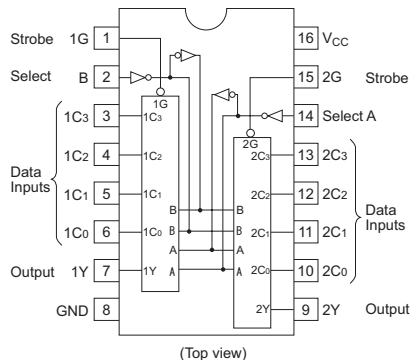 Strobe 1G 1 16 VCC
Select B 2 15 2G Strobe
1G
1C3 3 1C3 14 Select A
2G
1C2 4 1C2 2C3 13 2C3
Data Inputs
1C1 5 1C1 2C2 12 2C2
Data Inputs
B B
1C0 6 1C0 B B 2C1 11 2C1
A A
Output 1Y 7 1Y A A 2C0 10 2C0
GND 8 2Y 9 2Y Output
(Top view)